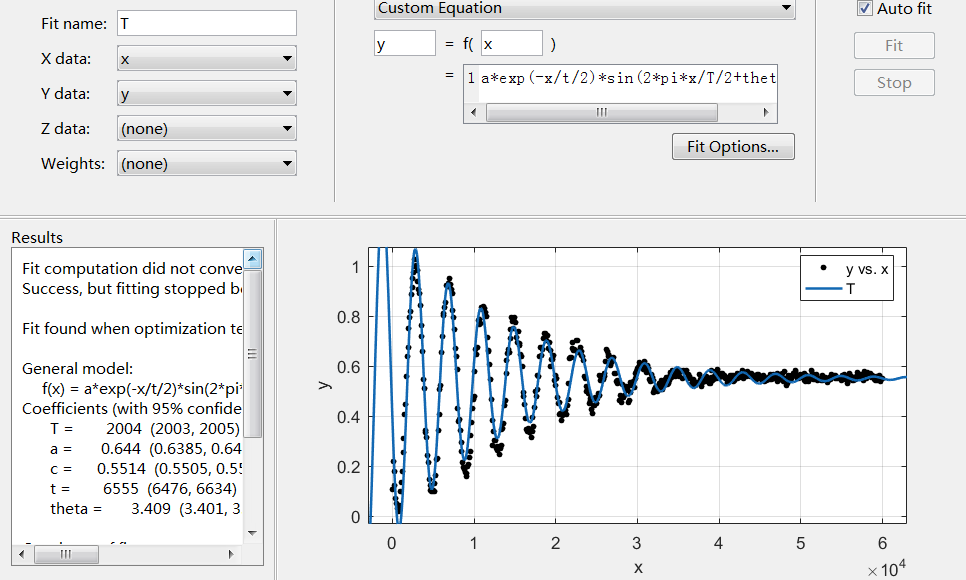 Fit name: T
X data: x
Y data: y
Z data: (none)
Weights: (none)
Custom Equation
y = f( x )
= 1 a*exp(-x/t/2)*sin(2*pi*x/T/2+thet
Fit Options...
Auto fit
Fit
Stop
Results
Fit computation did not conve
Success, but fitting stopped be
Fit found when optimization te
General model:
f(x) = a*exp(-x/t/2)*sin(2*pi*
Coefficients (with 95% confide
T = 2004 (2003, 2005)
a = 0.644 (0.6385, 0.64
c = 0.5514 (0.5505, 0.55
t = 6555 (6476, 6634)
theta = 3.409 (3.401, 3
y vs. x
T
1
0.8
0.6
0.4
0.2
0
y
0 1 2 3 4 5 6
×10^4
x